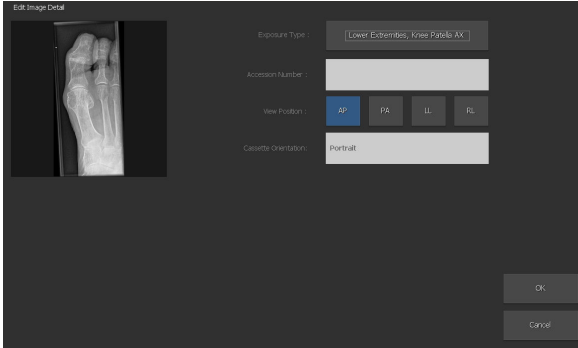 Edit Image Detail
Exposure Type :
Lower Extremities, Knee Patella AX
Accession Number :
View Position :
AP
PA
LL
RL
Cassette Orientation:
Portrait
OK
Cancel